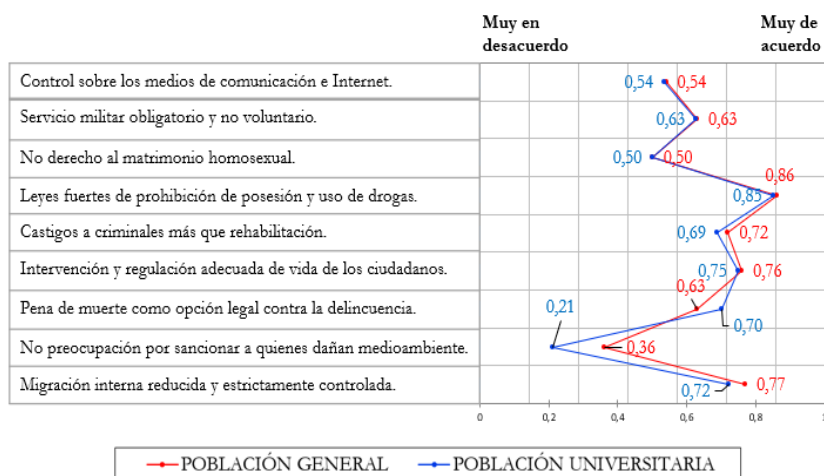 Muy en desacuerdo
Muy de acuerdo
Control sobre los medios de comunicación e Internet.
0,54 0,54
Servicio militar obligatorio y no voluntario.
0,63 0,63
No derecho al matrimonio homosexual.
0,50 0,50
Leyes fuertes de prohibición de posesión y uso de drogas.
0,85 0,86
Castigos a criminales más que rehabilitación.
0,69 0,72
Intervención y regulación adecuada de vida de los ciudadanos.
0,75 0,76
Pena de muerte como opción legal contra la delincuencia.
0,63 0,70
No preocupación por sancionar a quienes dañan medioambiente.
0,21 0,36
Migración interna reducida y estrictamente controlada.
0,72 0,77
0 0,2 0,4 0,6 0,8
POBLACIÓN GENERAL POBLACIÓN UNIVERSITARIA